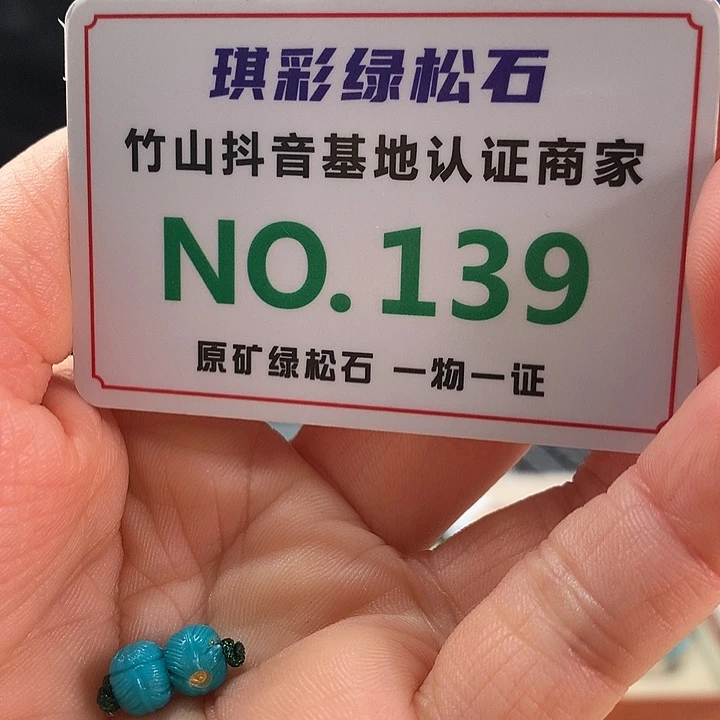 琪彩绿松石
竹山抖音基地认证商家
NO.139
原矿绿松石 一物一证